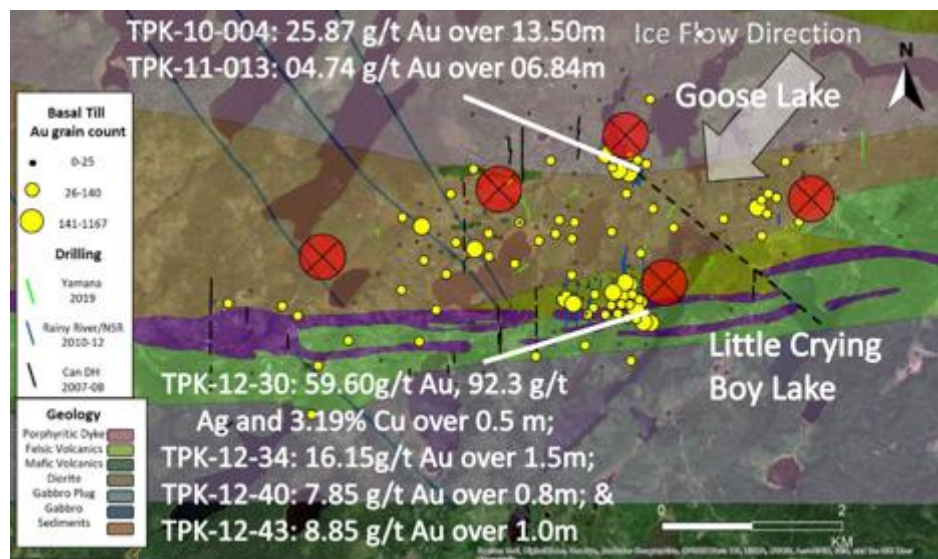 TPK-10-004: 25.87 g/t Au over 13.50m
TPK-11-013: 04.74 g/t Au over 06.84m
Ice Flow Direction
N
Goose Lake
Basal Till
Au grain count
0-25
26-140
141-1167
Drilling
Yamana
2019
Rainy River/NSR
2010-12
Can DH
2007-08
Geology
Porphyritic Dyke
Felsic Volcanics
Mafic Volcanics
Diorite
Gabbro Plug
Gabbro
Sediments
Little Crying
Boy Lake
TPK-12-30: 59.60g/t Au, 92.3 g/t
Ag and 3.19% Cu over 0.5 m;
TPK-12-34: 16.15g/t Au over 1.5m;
TPK-12-40: 7.85 g/t Au over 0.8m; &
TPK-12-43: 8.85 g/t Au over 1.0m
0 2
KM